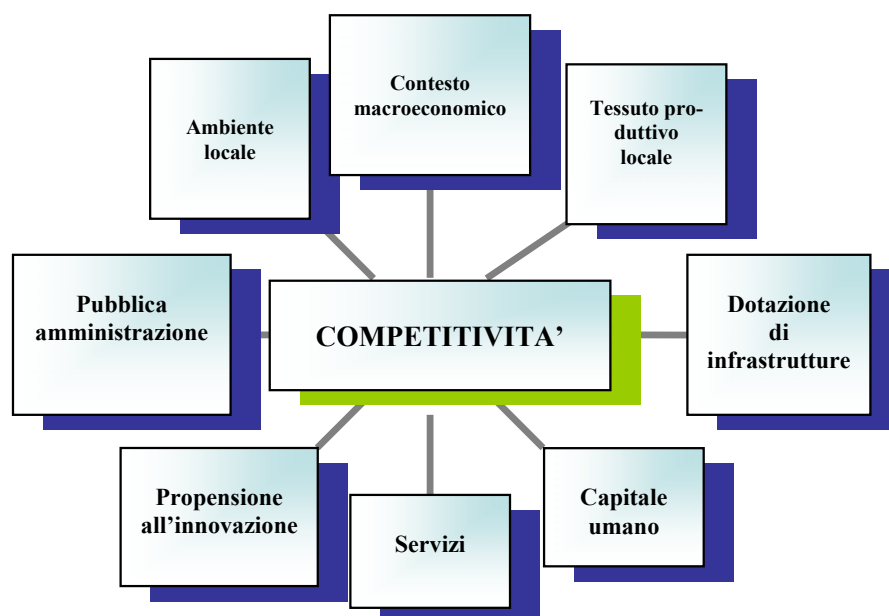 Contesto
macroeconomico
Ambiente
locale
Tessuto pro-
duttivo
locale
Pubblica
amministrazione
COMPETITIVITA’
Dotazione
di
infrastrutture
Propensione
all’innovazione
Servizi
Capitale
umano